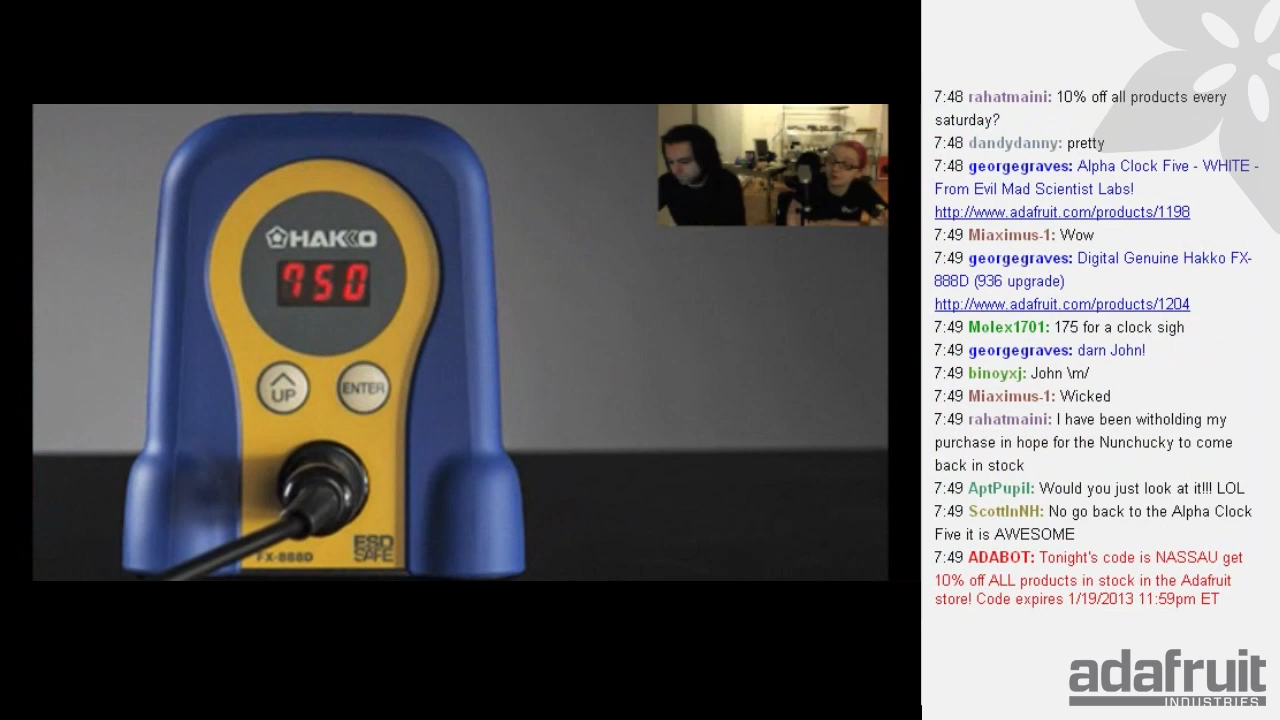 HAKKO
750
UP
ENTER
FX-888D
ESD
SAFE
7:48 rahatmaini: 10% off all products every
saturday?
7:48 dandydanny: pretty
7:48 georgegraves: Alpha Clock Five - WHITE -
From Evil Mad Scientist Labs!
http://www.adafruit.com/products/1198
7:49 Miaximus-1: Wow
7:49 georgegraves: Digital Genuine Hakko FX-
888D (936 upgrade)
http://www.adafruit.com/products/1204
7:49 Molex1701: 175 for a clock sigh
7:49 georgegraves: darn John!
7:49 binoyxj: John \m/
7:49 Miaximus-1: Wicked
7:49 rahatmaini: I have been witholding my
purchase in hope for the Nunchucky to come
back in stock
7:49 AptPupil: Would you just look at it!!! LOL
7:49 ScottInNH: No go back to the Alpha Clock
Five it is AWESOME
7:49 ADABOT: Tonight's code is NASSAU get
10% off ALL products in stock in the Adafruit
store! Code expires 1/19/2013 11:59pm ET
adafruit
INDUSTRIES